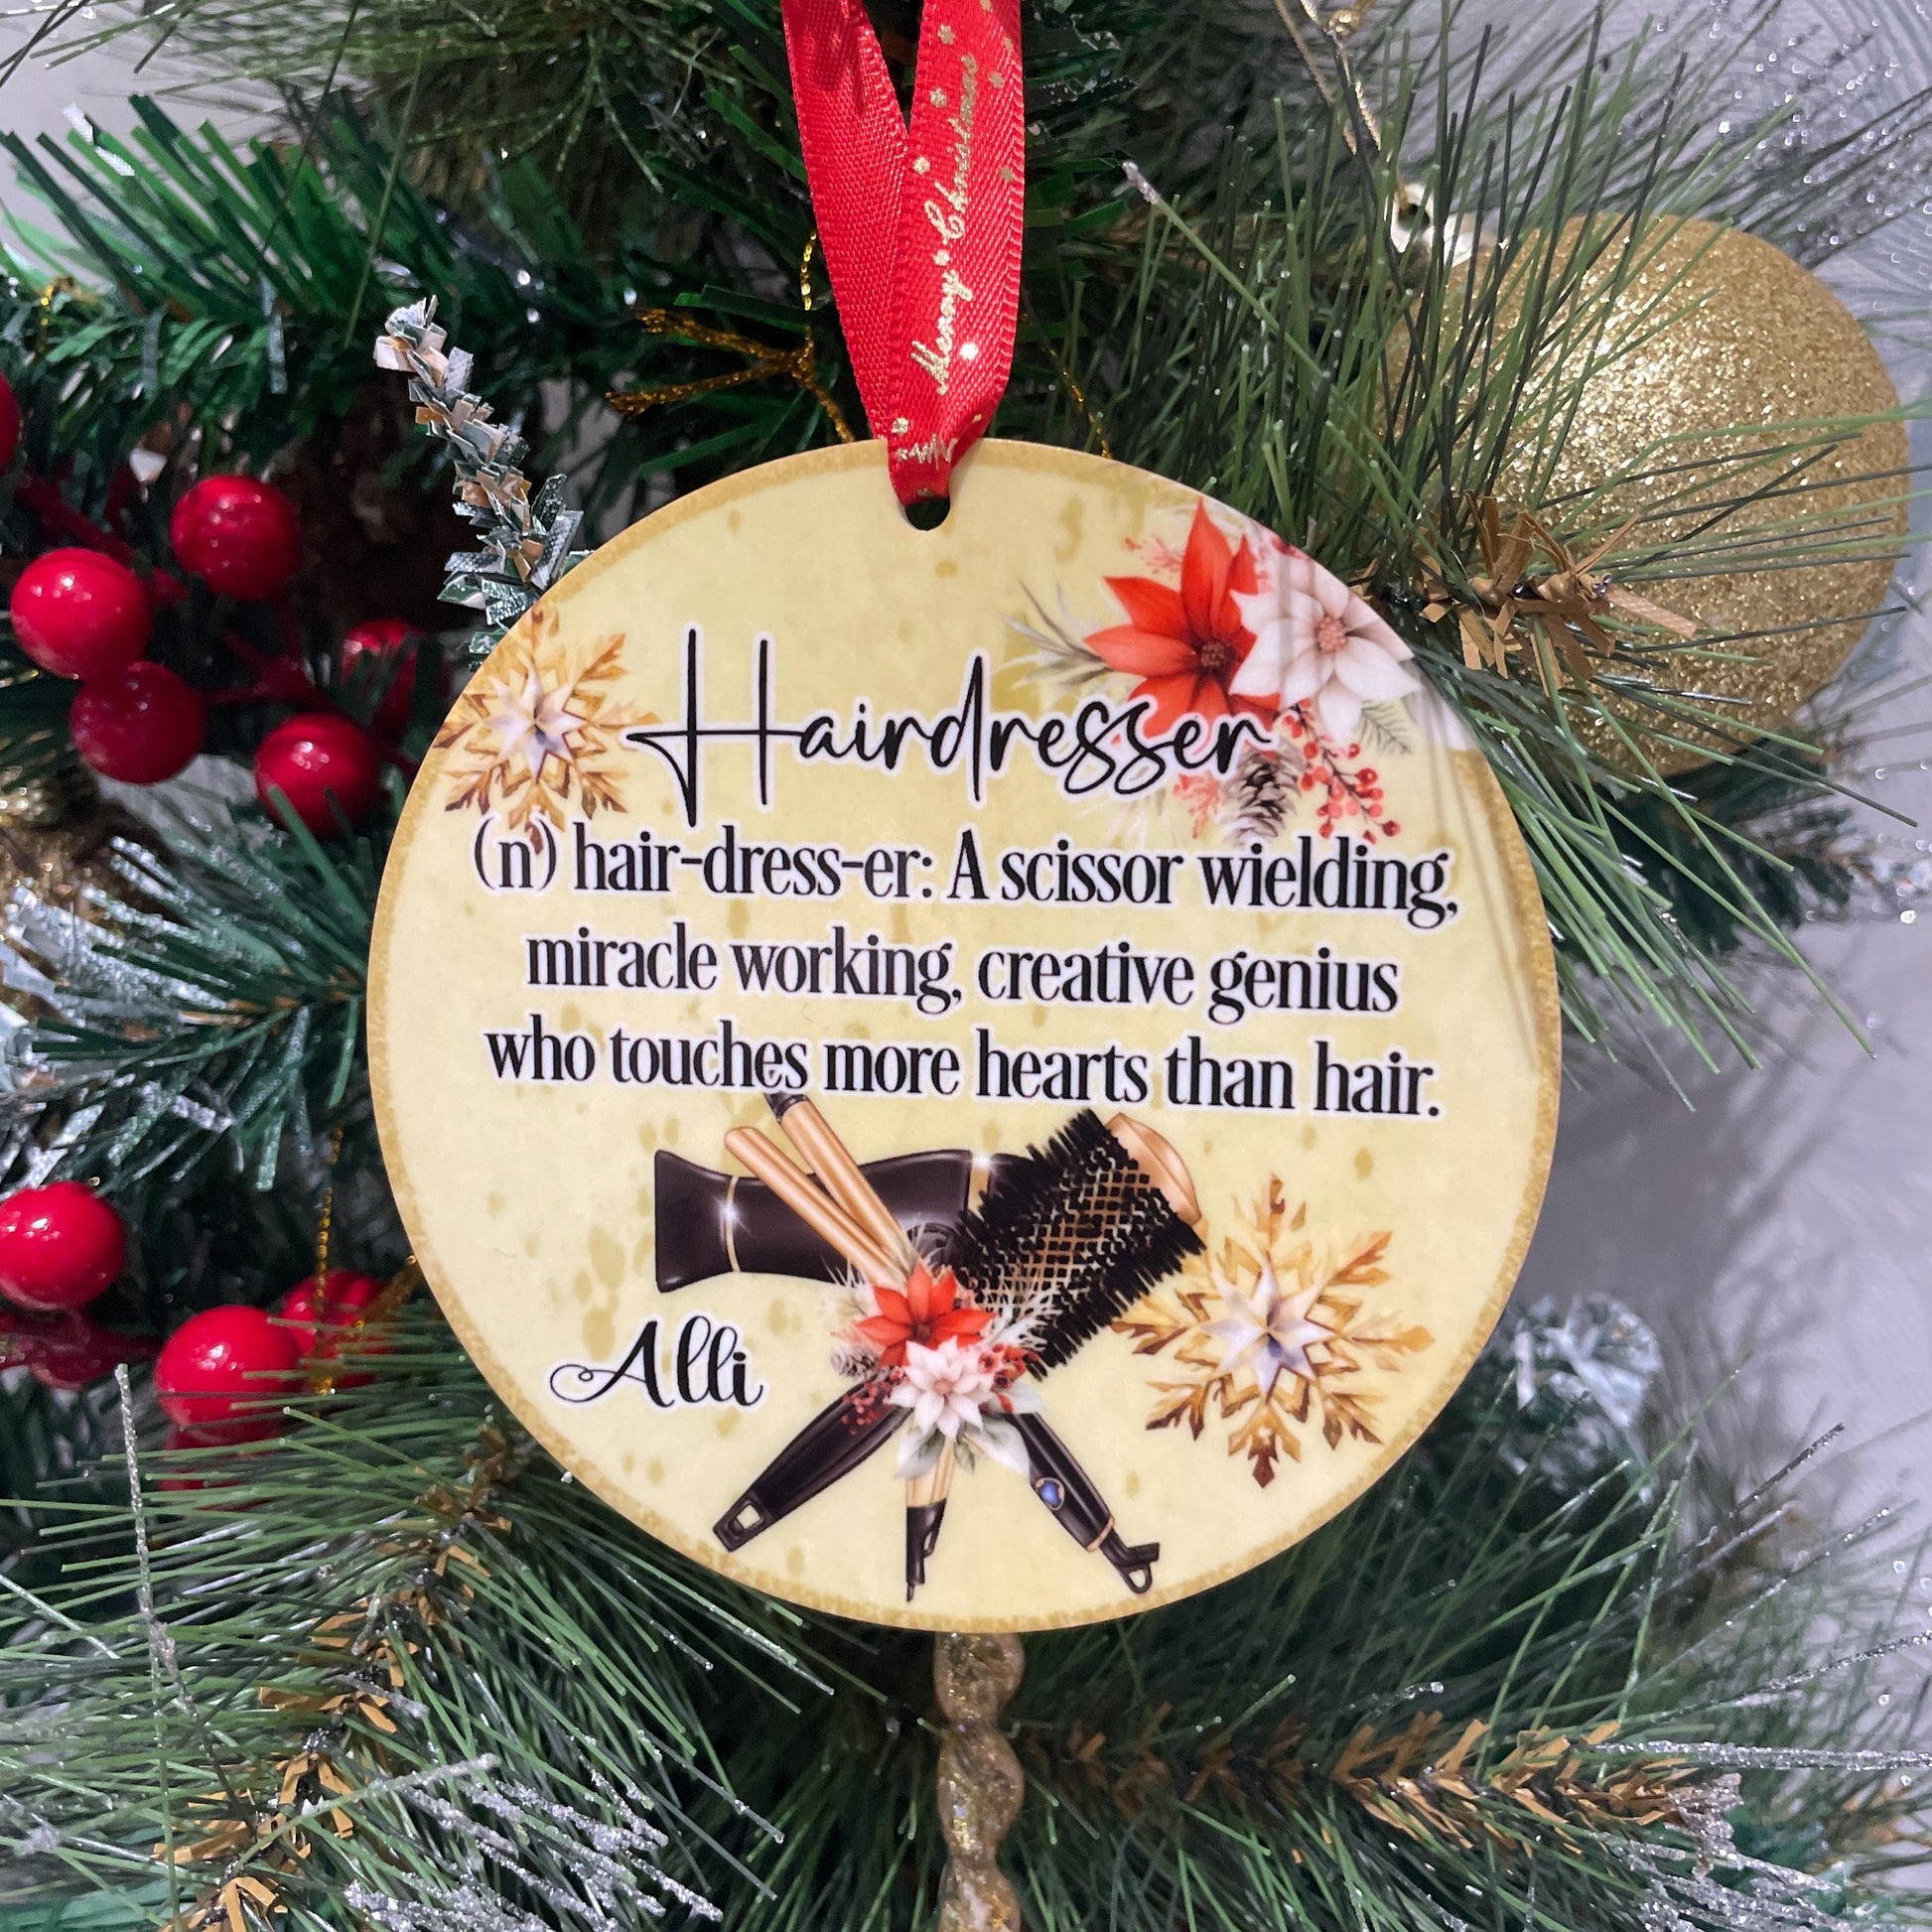 Merry Christmas
Hairdresser
(n) hair-dress-er: A scissor wielding,
miracle working, creative genius
who touches more hearts than hair.
Alli